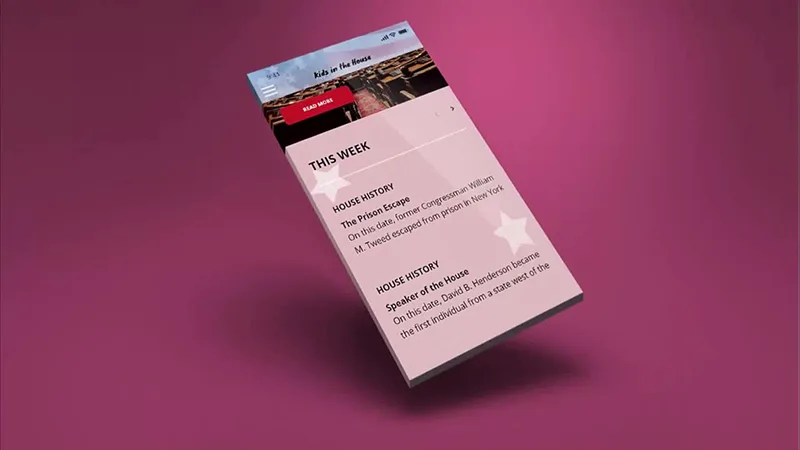 9:45
Kids in the House
READ MORE
THIS WEEK
HOUSE HISTORY
The Prison Escape
On this date, former Congressman William
M. Tweed escaped from prison in New York
HOUSE HISTORY
Speaker of the House
On this date, David B. Henderson became
the first individual from a state west of the